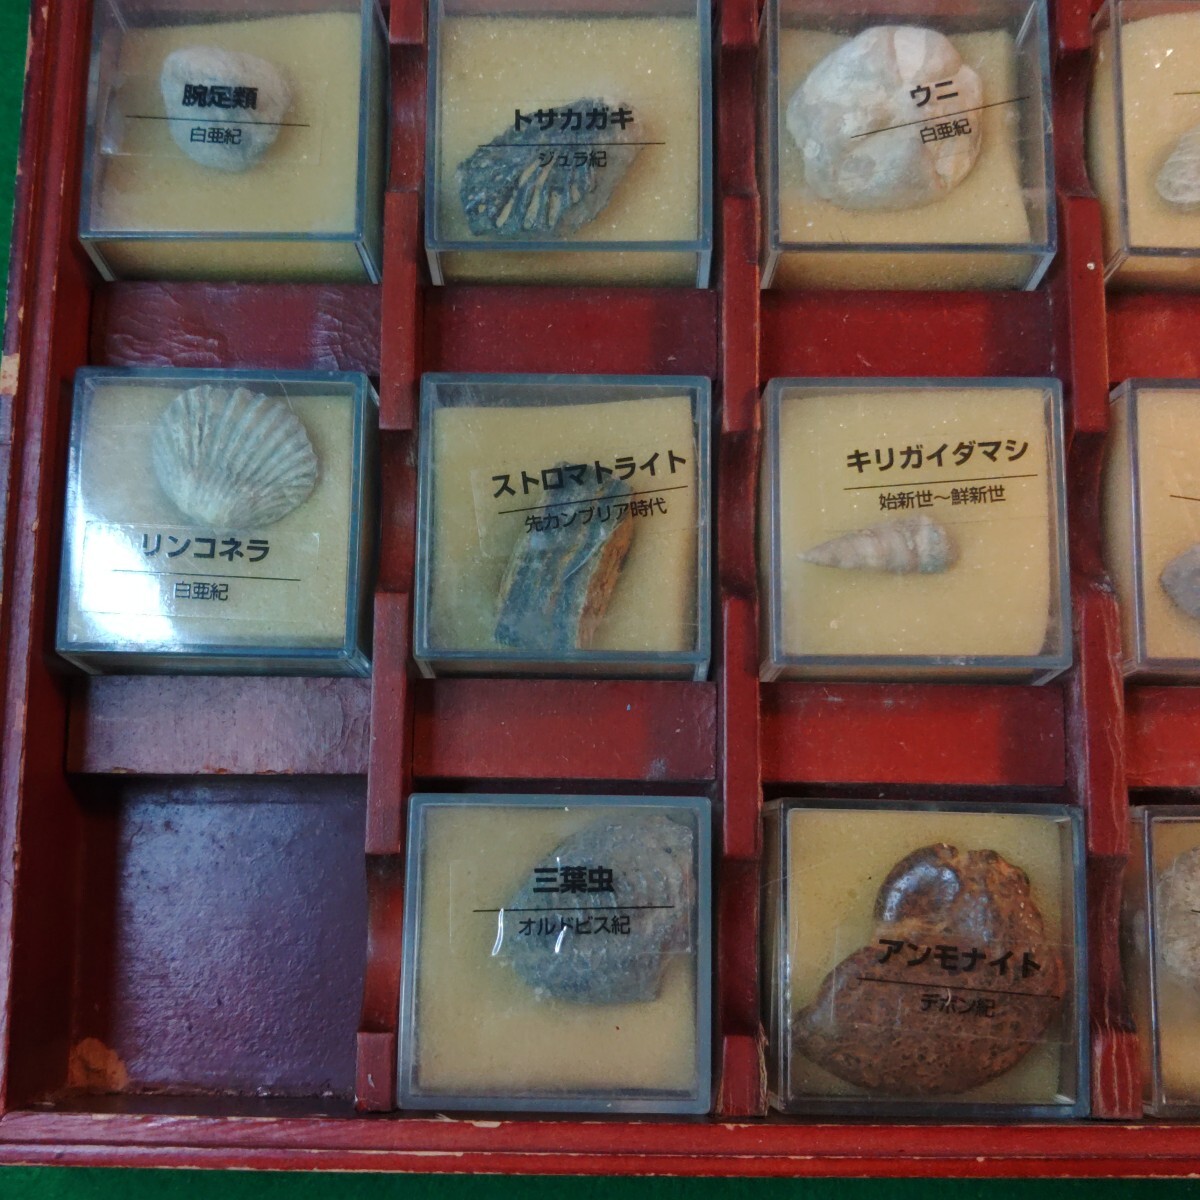 腕足類
白亜紀
トサカガキ
ジュラ紀
ウニ
白亜紀
リンコネラ
白亜紀
ストロマトライト
先カンブリア時代
キリガイダマシ
始新世～鮮新世
三葉虫
オルドビス紀
アンモナイト
デボン紀